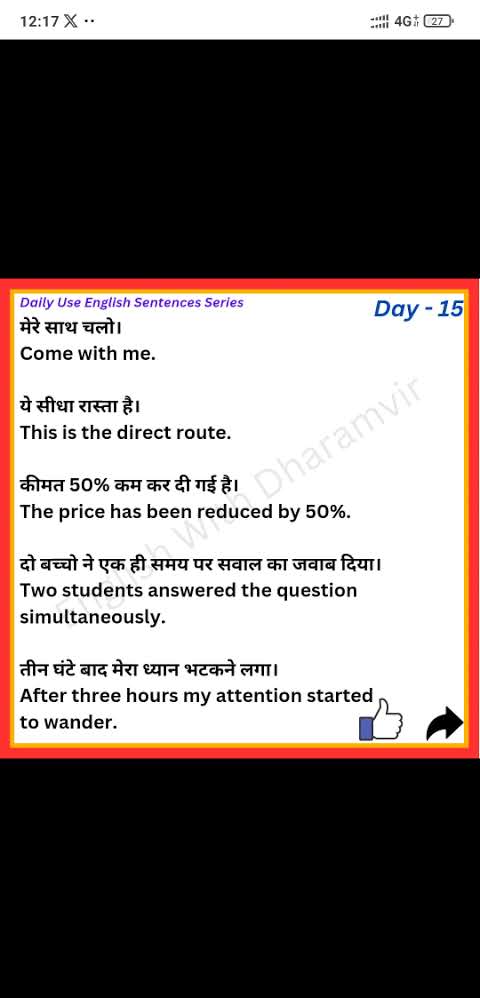 12:17 X ··
4G 27
Daily Use English Sentences Series
Day - 15
मेरे साथ चलो।
Come with me.
ये सीधा रास्ता है।
This is the direct route.
कीमत 50% कम कर दी गई है।
The price has been reduced by 50%.
दो बच्चो ने एक ही समय पर सवाल का जवाब दिया।
Two students answered the question
simultaneously.
तीन घंटे बाद मेरा ध्यान भटकने लगा।
After three hours my attention started
to wander.
English With Dharamvir